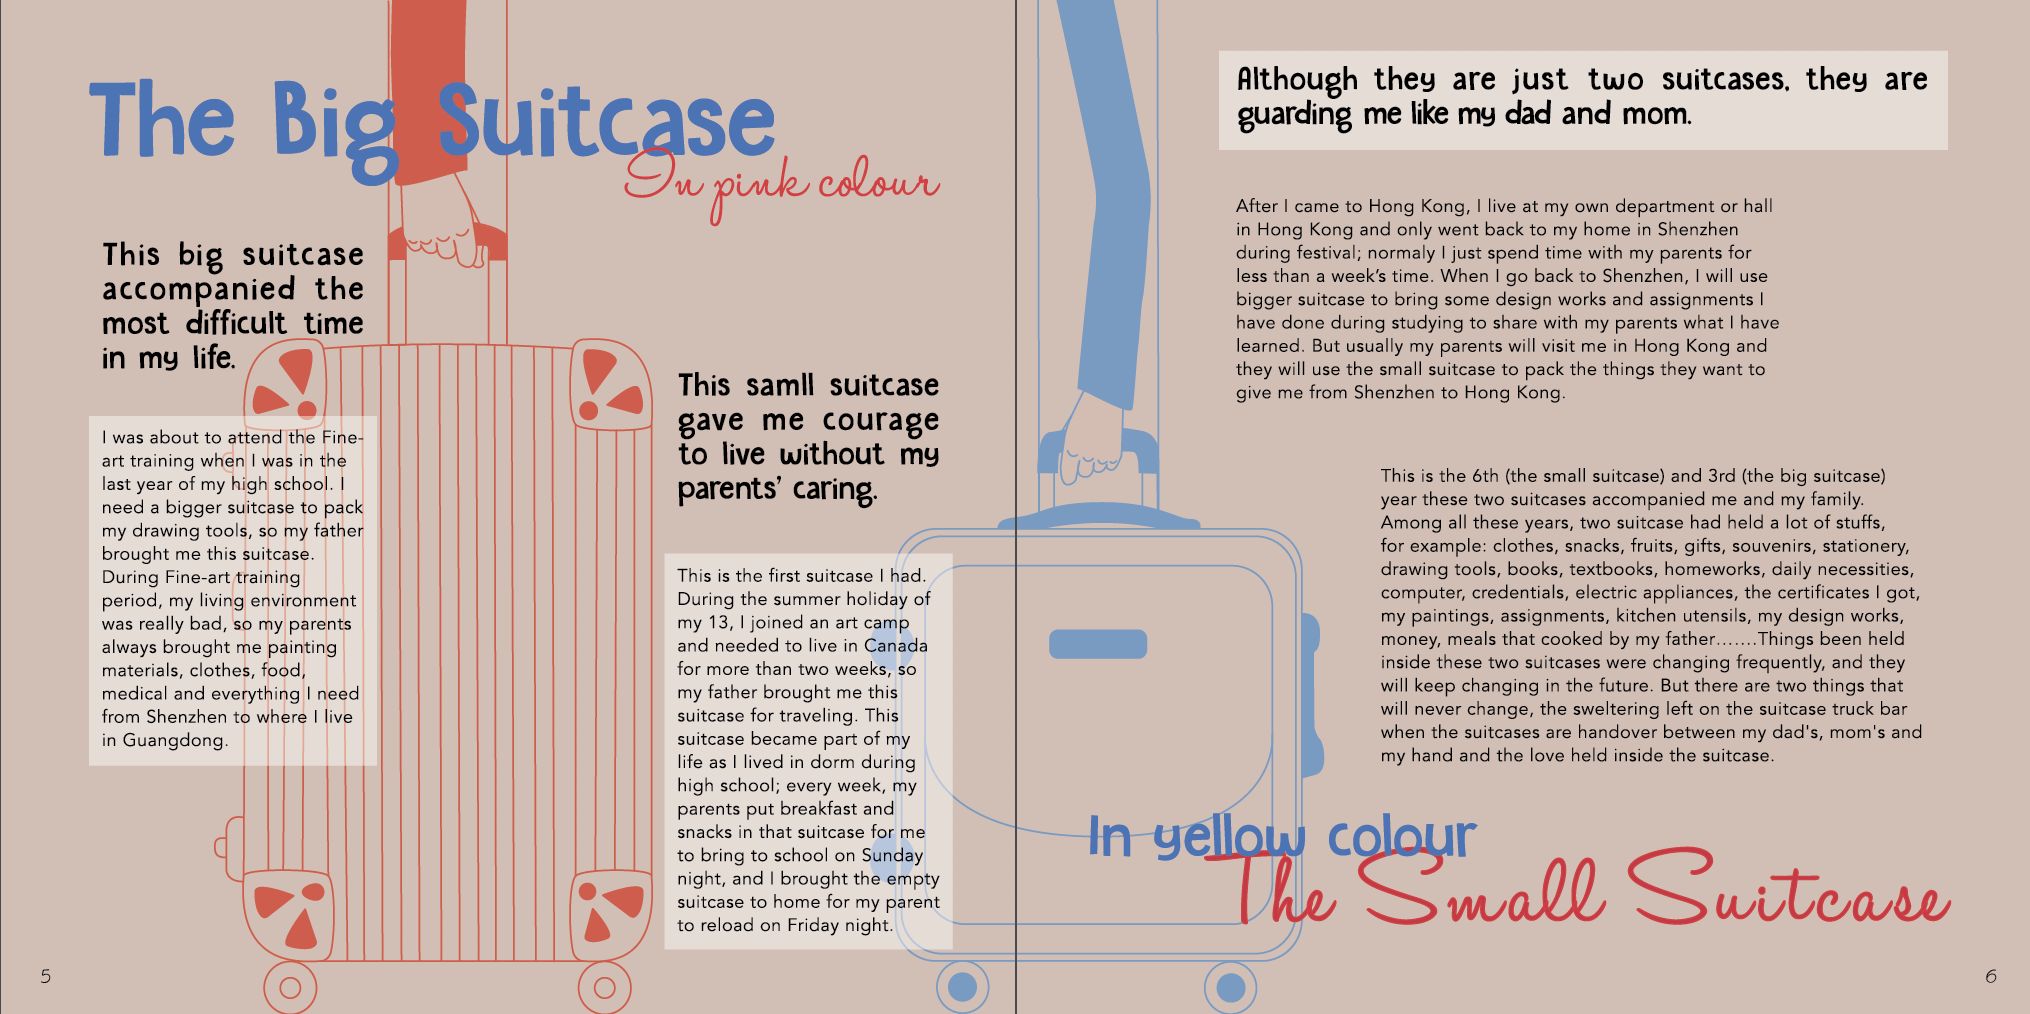 The Big Suitcase
In pink colour
This big suitcase
accompanied the
most difficult time
in my life.
I was about to attend the Fine-
art training when I was in the
last year of my high school. I
need a bigger suitcase to pack
my drawing tools, so my father
brought me this suitcase.
During Fine-art training
period, my living environment
was really bad, so my parents
always brought me painting
materials, clothes, food,
medical and everything I need
from Shenzhen to where I live
in Guangdong.
This samll suitcase
gave me courage
to live without my
parents’ caring.
This is the first suitcase I had.
During the summer holiday of
my 13, I joined an art camp
and needed to live in Canada
for more than two weeks, so
my father brought me this
suitcase for traveling. This
suitcase became part of my
life as I lived in dorm during
high school; every week, my
parents put breakfast and
snacks in that suitcase for me
to bring to school on Sunday
night, and I brought the empty
suitcase to home for my parent
to reload on Friday night.
5
Although they are just two suitcases, they are
guarding me like my dad and mom.
After I came to Hong Kong, I live at my own department or hall
in Hong Kong and only went back to my home in Shenzhen
during festival; normaly I just spend time with my parents for
less than a week’s time. When I go back to Shenzhen, I will use
bigger suitcase to bring some design works and assignments I
have done during studying to share with my parents what I have
learned. But usually my parents will visit me in Hong Kong and
they will use the small suitcase to pack the things they want to
give me from Shenzhen to Hong Kong.
This is the 6th (the small suitcase) and 3rd (the big suitcase)
year these two suitcases accompanied me and my family.
Among all these years, two suitcase had held a lot of stuffs,
for example: clothes, snacks, fruits, gifts, souvenirs, stationery,
drawing tools, books, textbooks, homeworks, daily necessities,
computer, credentials, electric appliances, the certificates I got,
my paintings, assignments, kitchen utensils, my design works,
money, meals that cooked by my father.......Things been held
inside these two suitcases were changing frequently, and they
will keep changing in the future. But there are two things that
will never change, the sweltering left on the suitcase truck bar
when the suitcases are handover between my dad's, mom's and
my hand and the love held inside the suitcase.
In yellow colour
The Small Suitcase
6